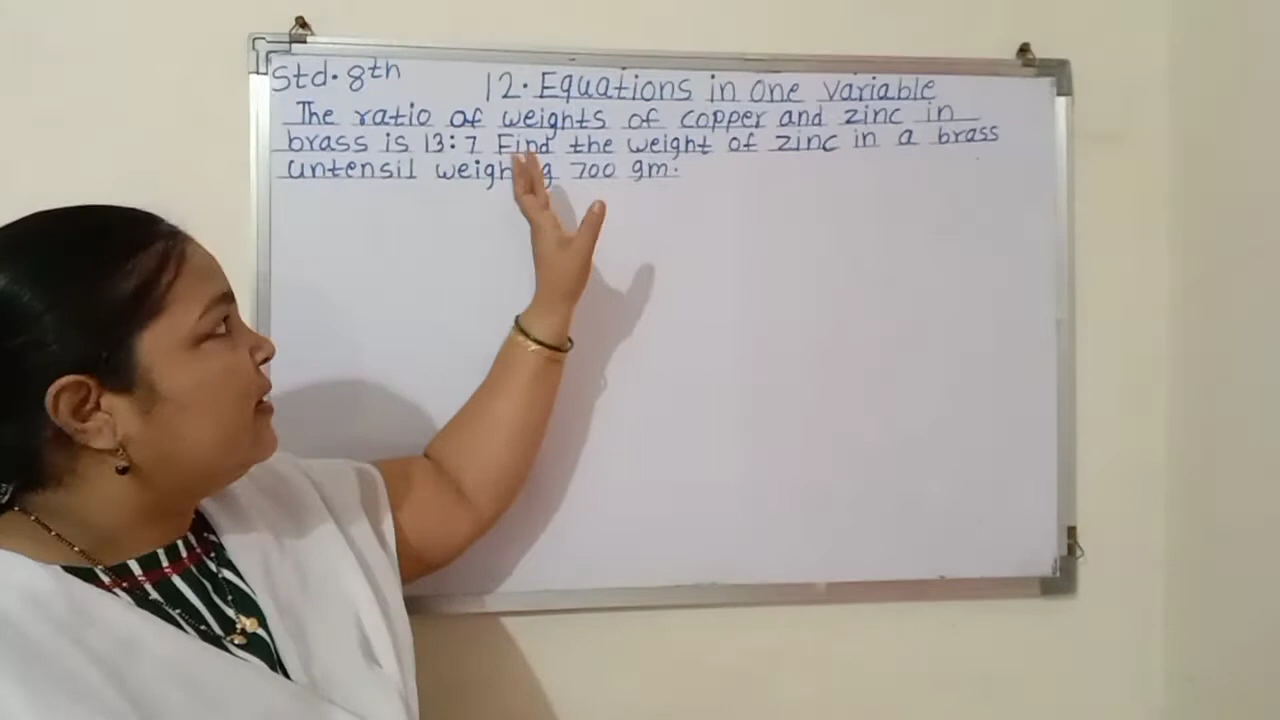 Std. 8th
12. Equations in one variable
The ratio of weights of copper and zinc in
brass is 13:7 Find the weight of zinc in a brass
untensil weighing 700 gm.